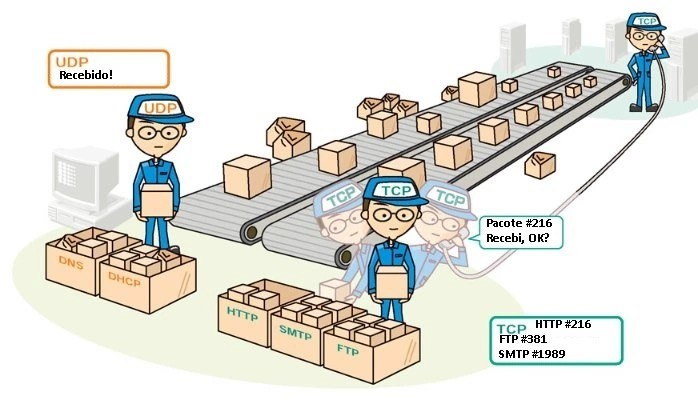 TCP
UDP
Recebido!
UDP
TCP
TCP
TCP
Pacote #216
Recebi, OK?
DNS
DHCP
HTTP
SMTP
FTP
TCP HTTP #216
FTP #381
SMTP #1989